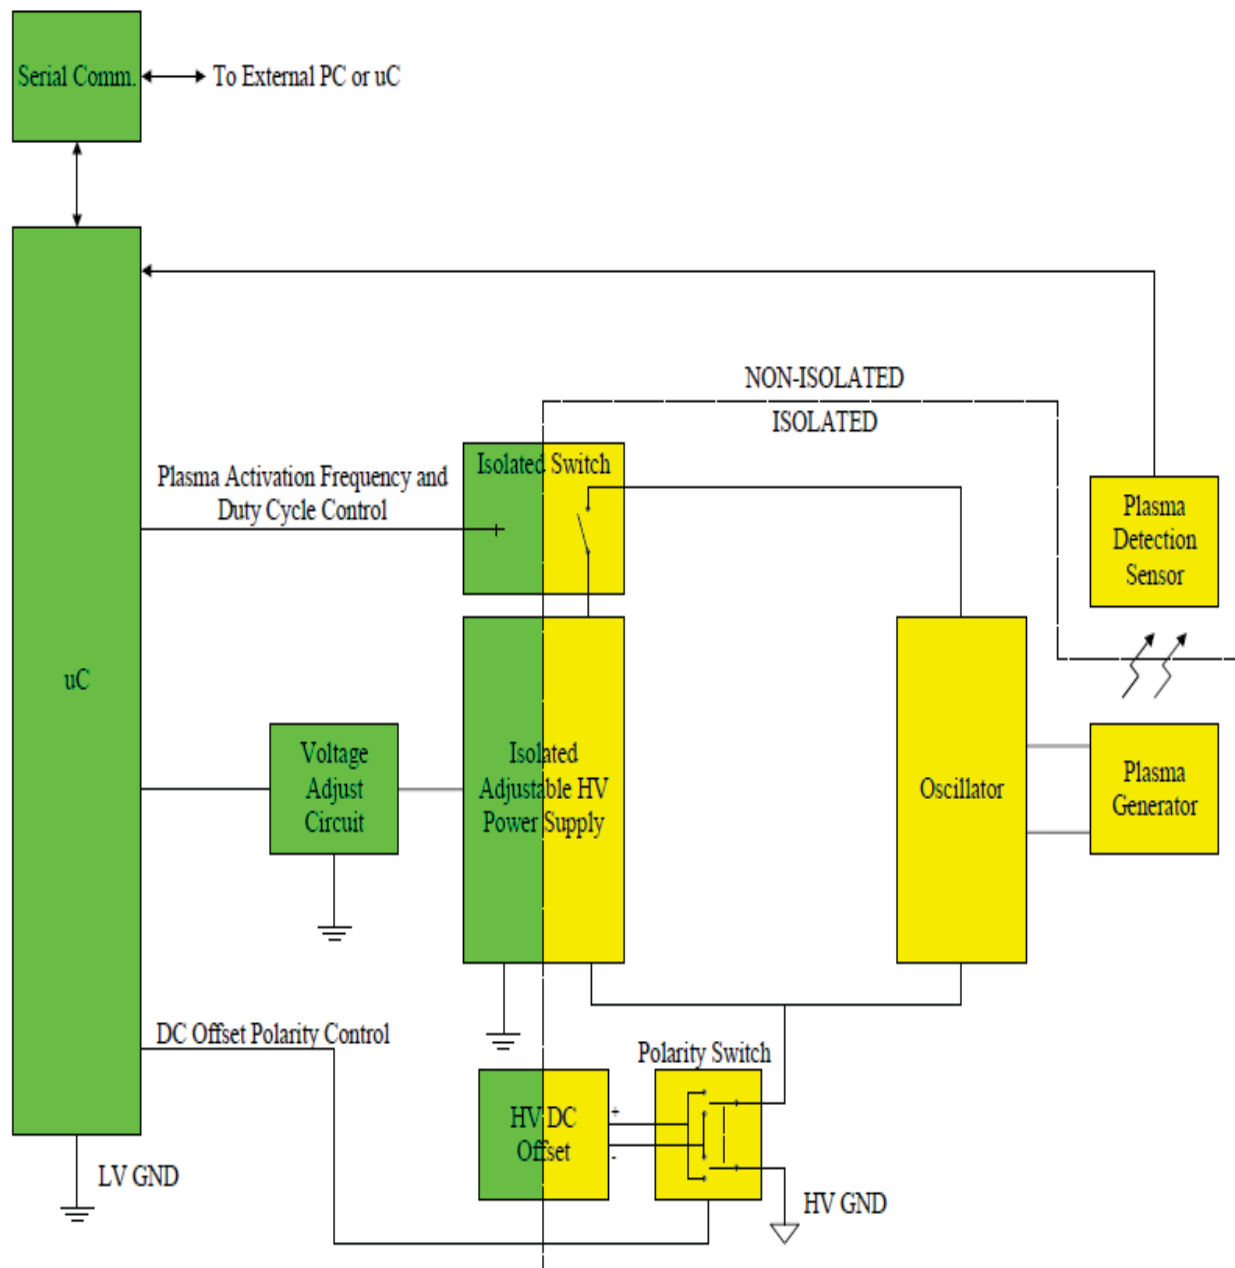 Serial Comm.
To External PC or uC
NON-ISOLATED
ISOLATED
Isolated Switch
Plasma Activation Frequency and
Duty Cycle Control
Plasma
Detection
Sensor
uC
Voltage
Adjust
Circuit
Isolated
Adjustable HV
Power Supply
Oscillator
Plasma
Generator
DC Offset Polarity Control
Polarity Switch
HV DC
Offset
+
-
LV GND
HV GND